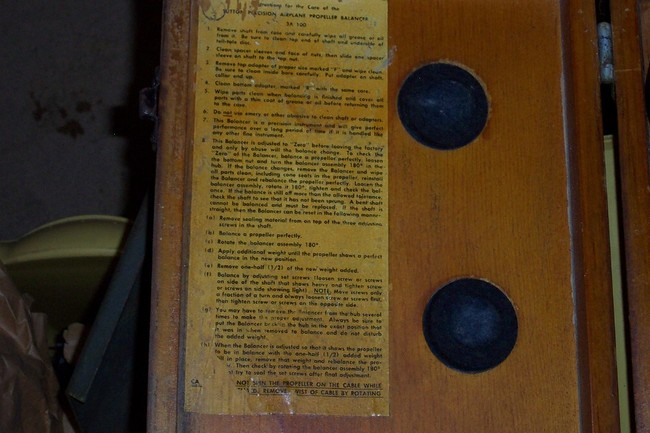 Instructions for the Care of the
SUTTON PRECISION AIRPLANE PROPELLER BALANCER
SA 100
1. Remove shaft from case and carefully wipe oil grease or oil
from it. Be sure to clean top end of shaft and underside of
tell-tale disc.
2. Clean spacer sleeves and face of nuts, then slide one spacer
sleeve on shaft to the top nut.
3. Remove top adapter of proper size marked "T" and wipe clean.
Be sure to clean inside bore carefully. Put adapter on shaft,
collar end up.
4. Clean bottom adapter, marked "B" with the same care.
5. Wipe parts clean when balancing is finished and cover all
parts with a thin coat of grease or oil before returning them
to the case.
6. Do not use emery or other abrasive to clean shaft or adapters.
7. This Balancer is a precision instrument and will give perfect
performance over a long period of time if it is handled like
any other fine instrument.
8. This Balancer is adjusted to "Zero" before leaving the factory
and only by abuse will the balance change. To check the
"Zero" of the Balancer, balance a propeller perfectly, loosen
the bottom nut and turn the balancer assembly 180° in the
hub. If the balance changes, remove the Balancer and wipe
all parts clean, including cone seats in the propeller, reinstall
the Balancer and rebalance the propeller perfectly. Loosen the
balancer assembly, rotate it 180°, tighten and check the bal-
ance. If the balance is still off more than the allowed tolerance,
check the shaft to see that it has not been sprung. A bent shaft
cannot be balanced and must be replaced. If the shaft is
straight, then the Balancer can be reset in the following manner:
(a) Remove sealing material from on top of the three adjusting
screws in the shaft.
(b) Balance a propeller perfectly.
(c) Rotate the balancer assembly 180°.
(d) Apply additional weight until the propeller shows a perfect
balance in the new position.
(e) Remove one-half (1/2) of the new weight added.
(f) Balance by adjusting set screws (loosen screw or screws
on side of the shaft that shows heavy and tighten screw
or screws on side showing light). NOTE: Move screws only
a fraction of a turn and always loosen screw or screws first,
then tighten screw or screws on the opposite side.
(g) You may have to remove the Balancer from the hub several
times to make the proper adjustment. Always be sure to
put the Balancer back in the hub in the exact position that
it was in when removed to balance and do not disturb
the added weight.
(h) When the Balancer is adjusted so that it shows the propeller
to be in balance with the one-half (1/2) added weight
in place, remove that weight and rebalance the pro-
Then check by rotating the balancer assembly 180°
try to seal the set screws after final adjustment.
CA
NOT SPIN THE PROPELLER ON THE CABLE WHILE
REMOVE TWIST OF CABLE BY ROTATING